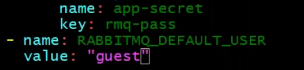 name: app-secret
key: rmq-pass
- name: RABBITMQ_DEFAULT_USER
value: "guest"